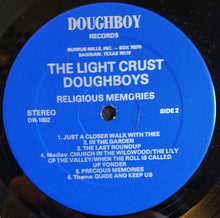 DOUGHBOY
RECORDS
BURRUS MILLS, INC. - BOX 79070
SAGINAW, TEXAS 76179
THE LIGHT CRUST
DOUGHBOYS
RELIGIOUS MEMORIES
STEREO
DR-1002
SIDE 2
1. JUST A CLOSER WALK WITH THEE
2. IN THE GARDEN
3. THE LAST ROUNDUP
4. Medley: CHURCH IN THE WILDWOOD/THE LILY
OF THE VALLEY/WHEN THE ROLL IS CALLED
UP YONDER
5. PRECIOUS MEMORIES
6. Theme: GUIDE AND KEEP US